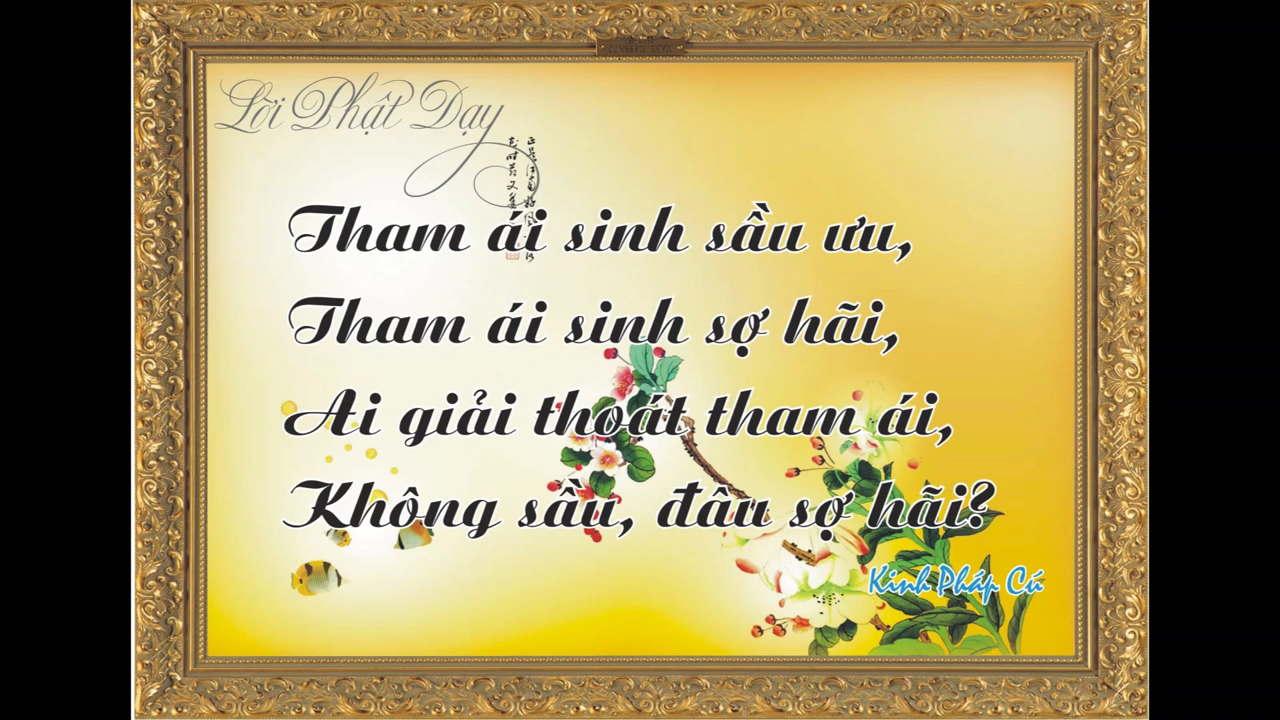 Lời Phật Dạy
Tham ái sinh sầu ưu,
Tham ái sinh sợ hãi,
Ai giải thoát tham ái,
Không sầu, đâu sợ hãi?
Kinh Pháp Cú